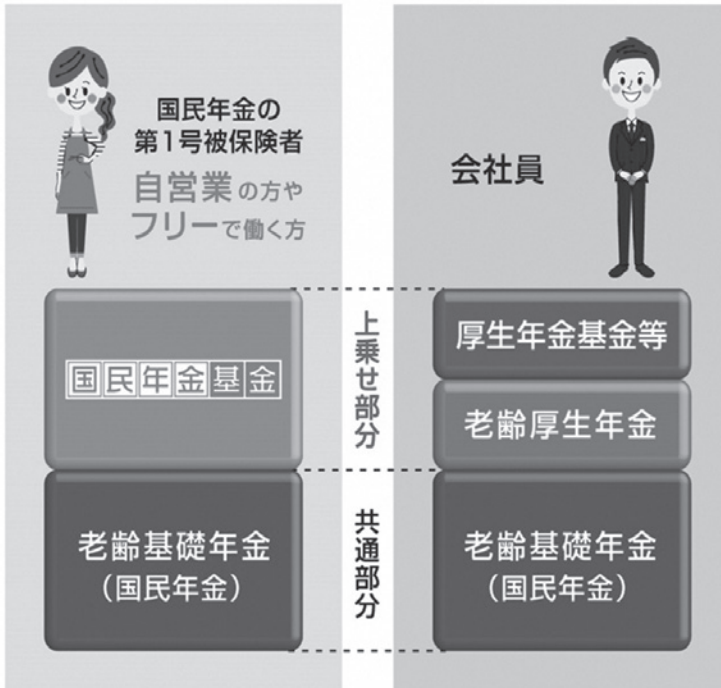 国民年金の
第1号被保険者
自営業の方や
フリーで働く方
国民年金基金
老齢基礎年金
(国民年金)
上乗せ部分
共通部分
会社員
厚生年金基金等
老齢厚生年金
老齢基礎年金
(国民年金)